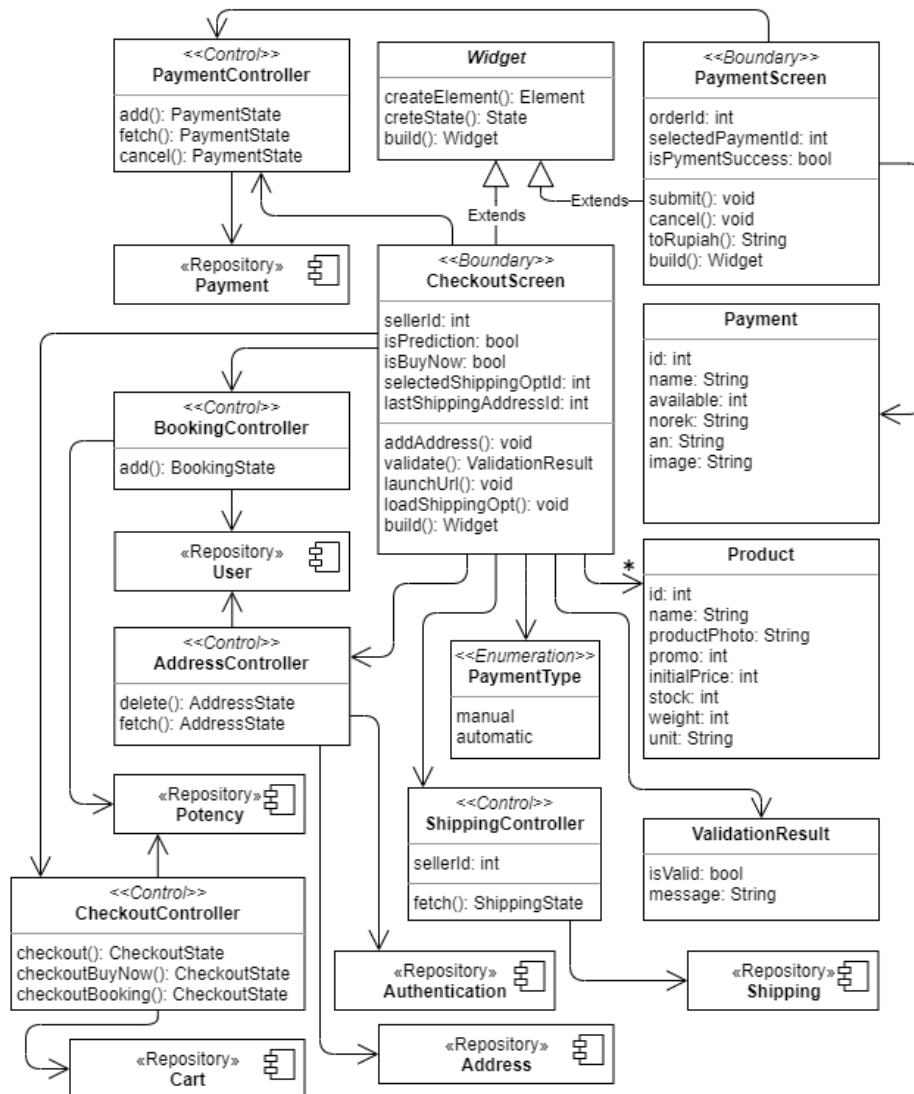 <<Control>>
PaymentController
add(): PaymentState
fetch(): PaymentState
cancel(): PaymentState
Widget
createElement(): Element
creteState(): State
build(): Widget
<<Boundary>>
PaymentScreen
orderId: int
selectedPaymentId: int
isPymentSuccess: bool
submit(): void
cancel(): void
toRupiah(): String
build(): Widget
Extends
Extends
«Repository»
Payment
<<Boundary>>
CheckoutScreen
sellerId: int
isPrediction: bool
isBuyNow: bool
selectedShippingOptId: int
lastShippingAddressId: int
addAddress(): void
validate(): ValidationResult
launchUrl(): void
loadShippingOpt(): void
build(): Widget
Payment
id: int
name: String
available: int
norek: String
an: String
image: String
<<Control>>
BookingController
add(): BookingState
«Repository»
User
*
Product
id: int
name: String
productPhoto: String
promo: int
initialPrice: int
stock: int
weight: int
unit: String
<<Control>>
AddressController
delete(): AddressState
fetch(): AddressState
<<Enumeration>>
PaymentType
manual
automatic
«Repository»
Potency
<<Control>>
ShippingController
sellerId: int
fetch(): ShippingState
ValidationResult
isValid: bool
message: String
<<Control>>
CheckoutController
checkout(): CheckoutState
checkoutBuyNow(): CheckoutState
checkoutBooking(): CheckoutState
«Repository»
Authentication
«Repository»
Shipping
«Repository»
Cart
«Repository»
Address